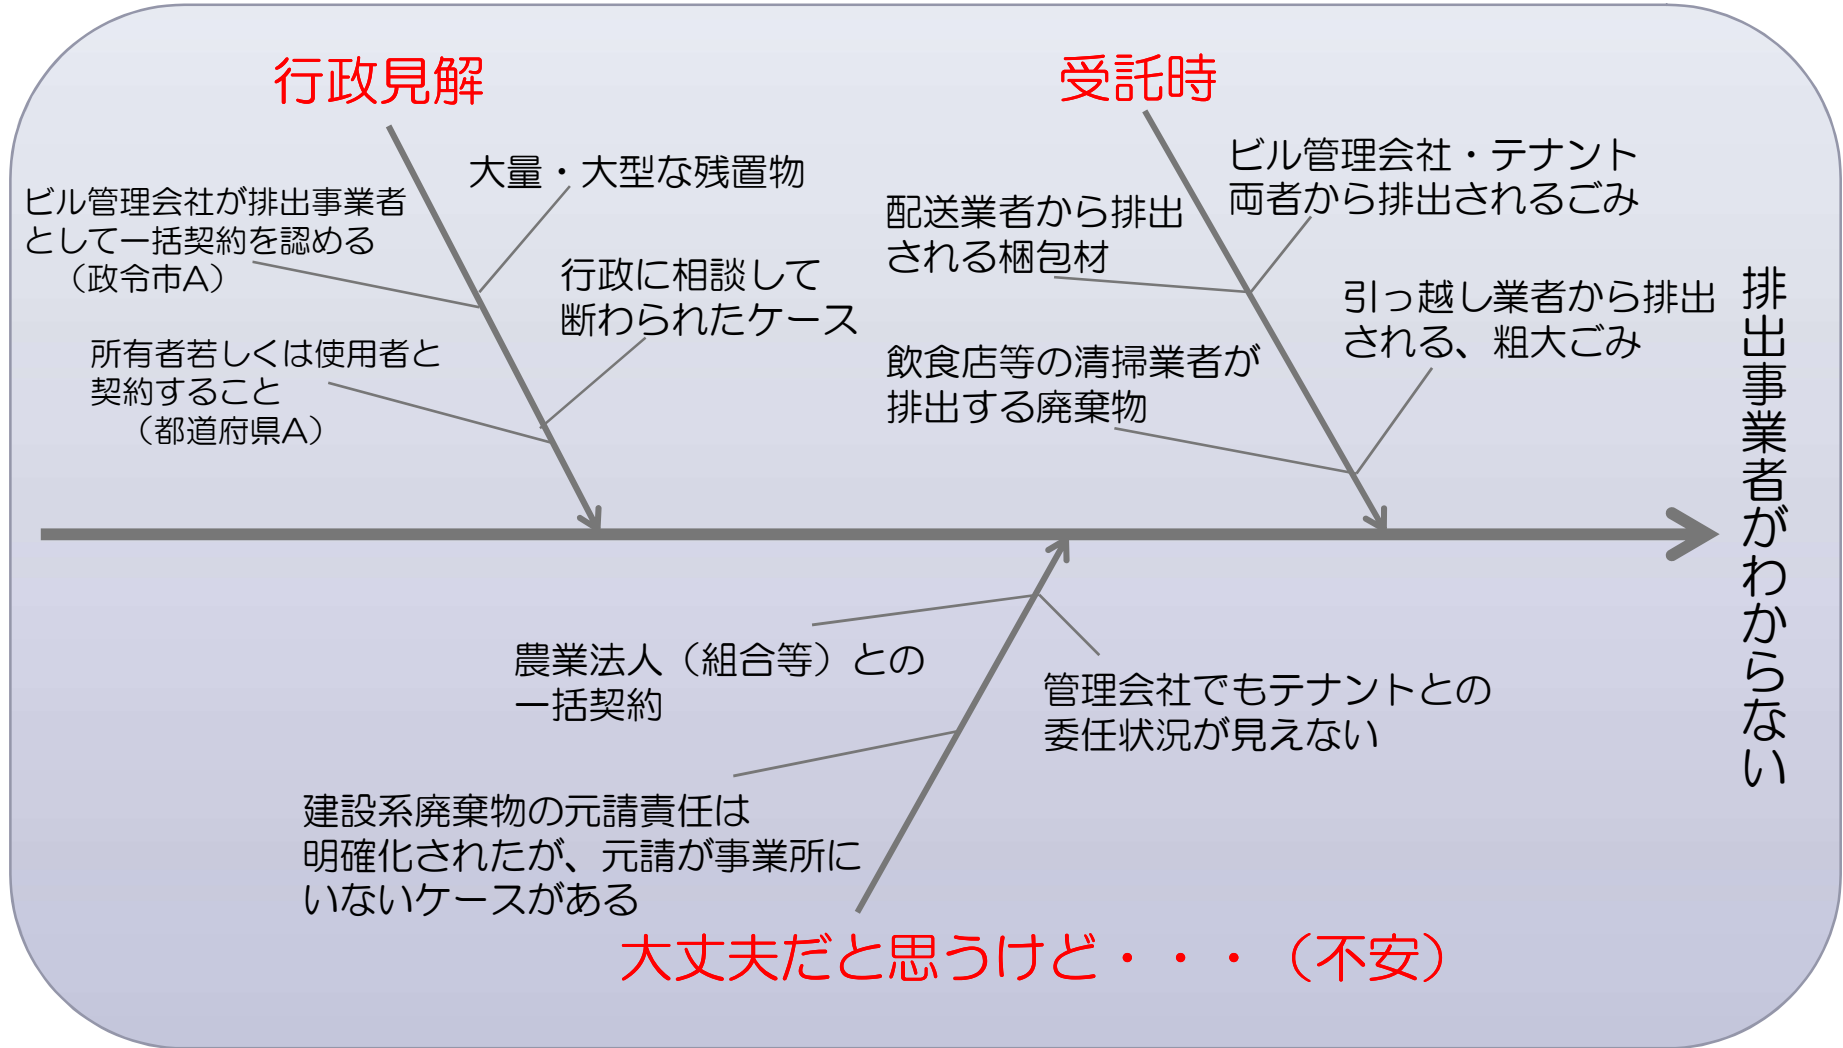 行政見解
大量・大型な残置物
ビル管理会社が排出事業者
として一括契約を認める
（政令市A）
行政に相談して
断わられたケース
所有者若しくは使用者と
契約すること
（都道府県A）
受託時
ビル管理会社・テナント
両者から排出されるごみ
配送業者から排出
される梱包材
引っ越し業者から排出
される、粗大ごみ
飲食店等の清掃業者が
排出する廃棄物
排出事業者がわからない
農業法人（組合等）との
一括契約
管理会社でもテナントとの
委任状況が見えない
建設系廃棄物の元請責任は
明確化されたが、元請が事業所に
いないケースがある
大丈夫だと思うけど・・・（不安）